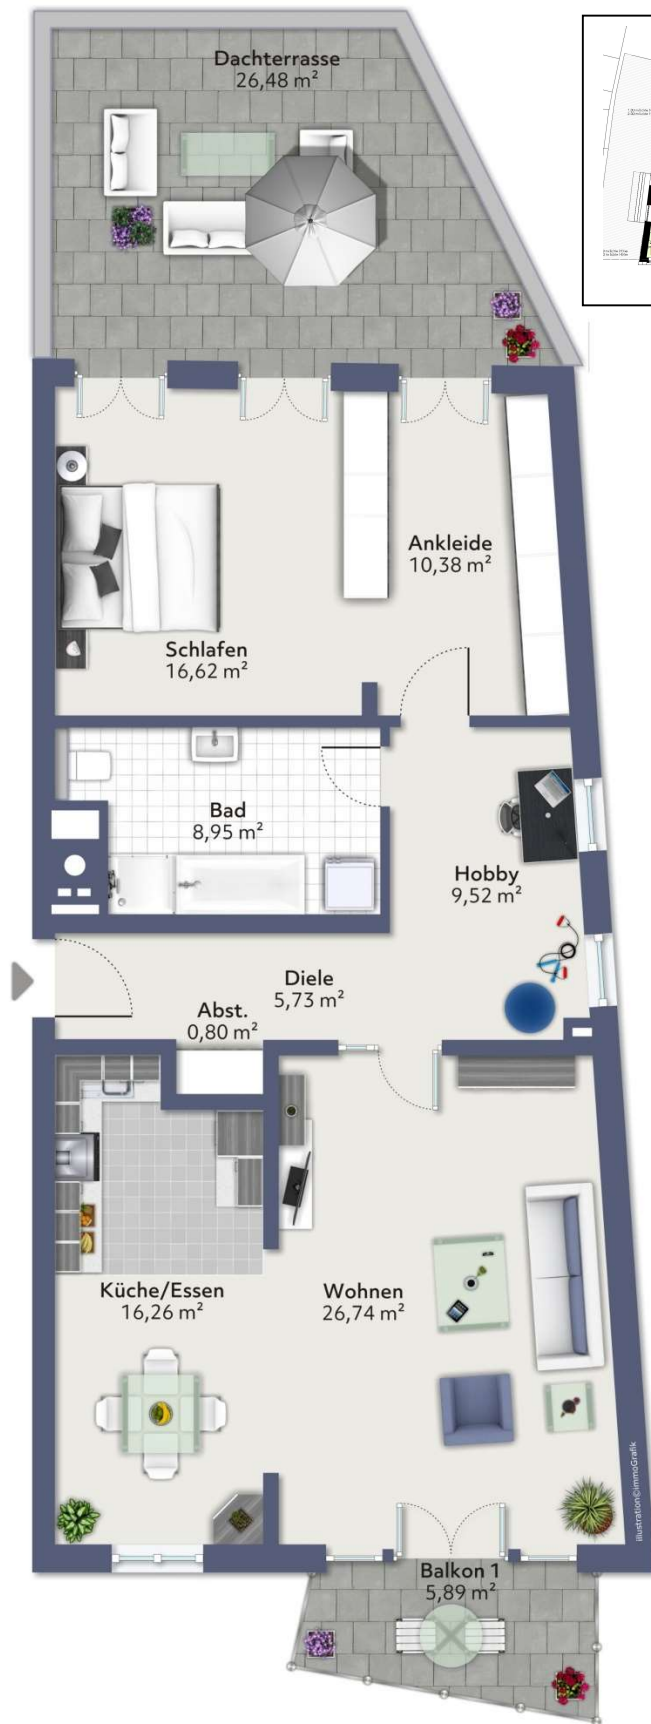 Dachterrasse
26,48 m²
Ankleide
10,38 m²
Schlafen
16,62 m²
Bad
8,95 m²
Hobby
9,52 m²
Diele
5,73 m²
Abst.
0,80 m²
Küche/Essen
16,26 m²
Wohnen
26,74 m²
illustration©immoGrafik
Balkon 1
5,89 m²